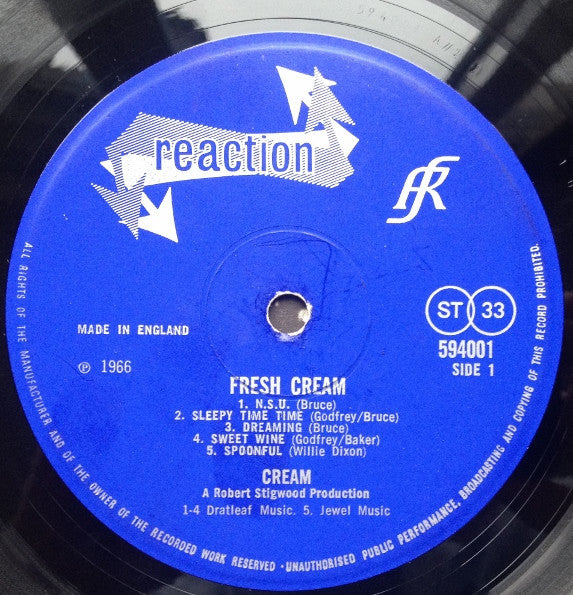 reaction
R
MADE IN ENGLAND
ST 33
594001
SIDE 1
℗ 1966
FRESH CREAM
1. N.S.U. (Bruce)
2. SLEEPY TIME TIME (Godfrey/Bruce)
3. DREAMING (Bruce)
4. SWEET WINE (Godfrey/Baker)
5. SPOONFUL (Willie Dixon)
CREAM
A Robert Stigwood Production
1-4 Dratleaf Music. 5. Jewel Music
ALL RIGHTS OF THE MANUFACTURER AND OF THE OWNER OF THE RECORDED WORK RESERVED · UNAUTHORISED PUBLIC PERFORMANCE, BROADCASTING AND COPYING OF THIS RECORD PROHIBITED.